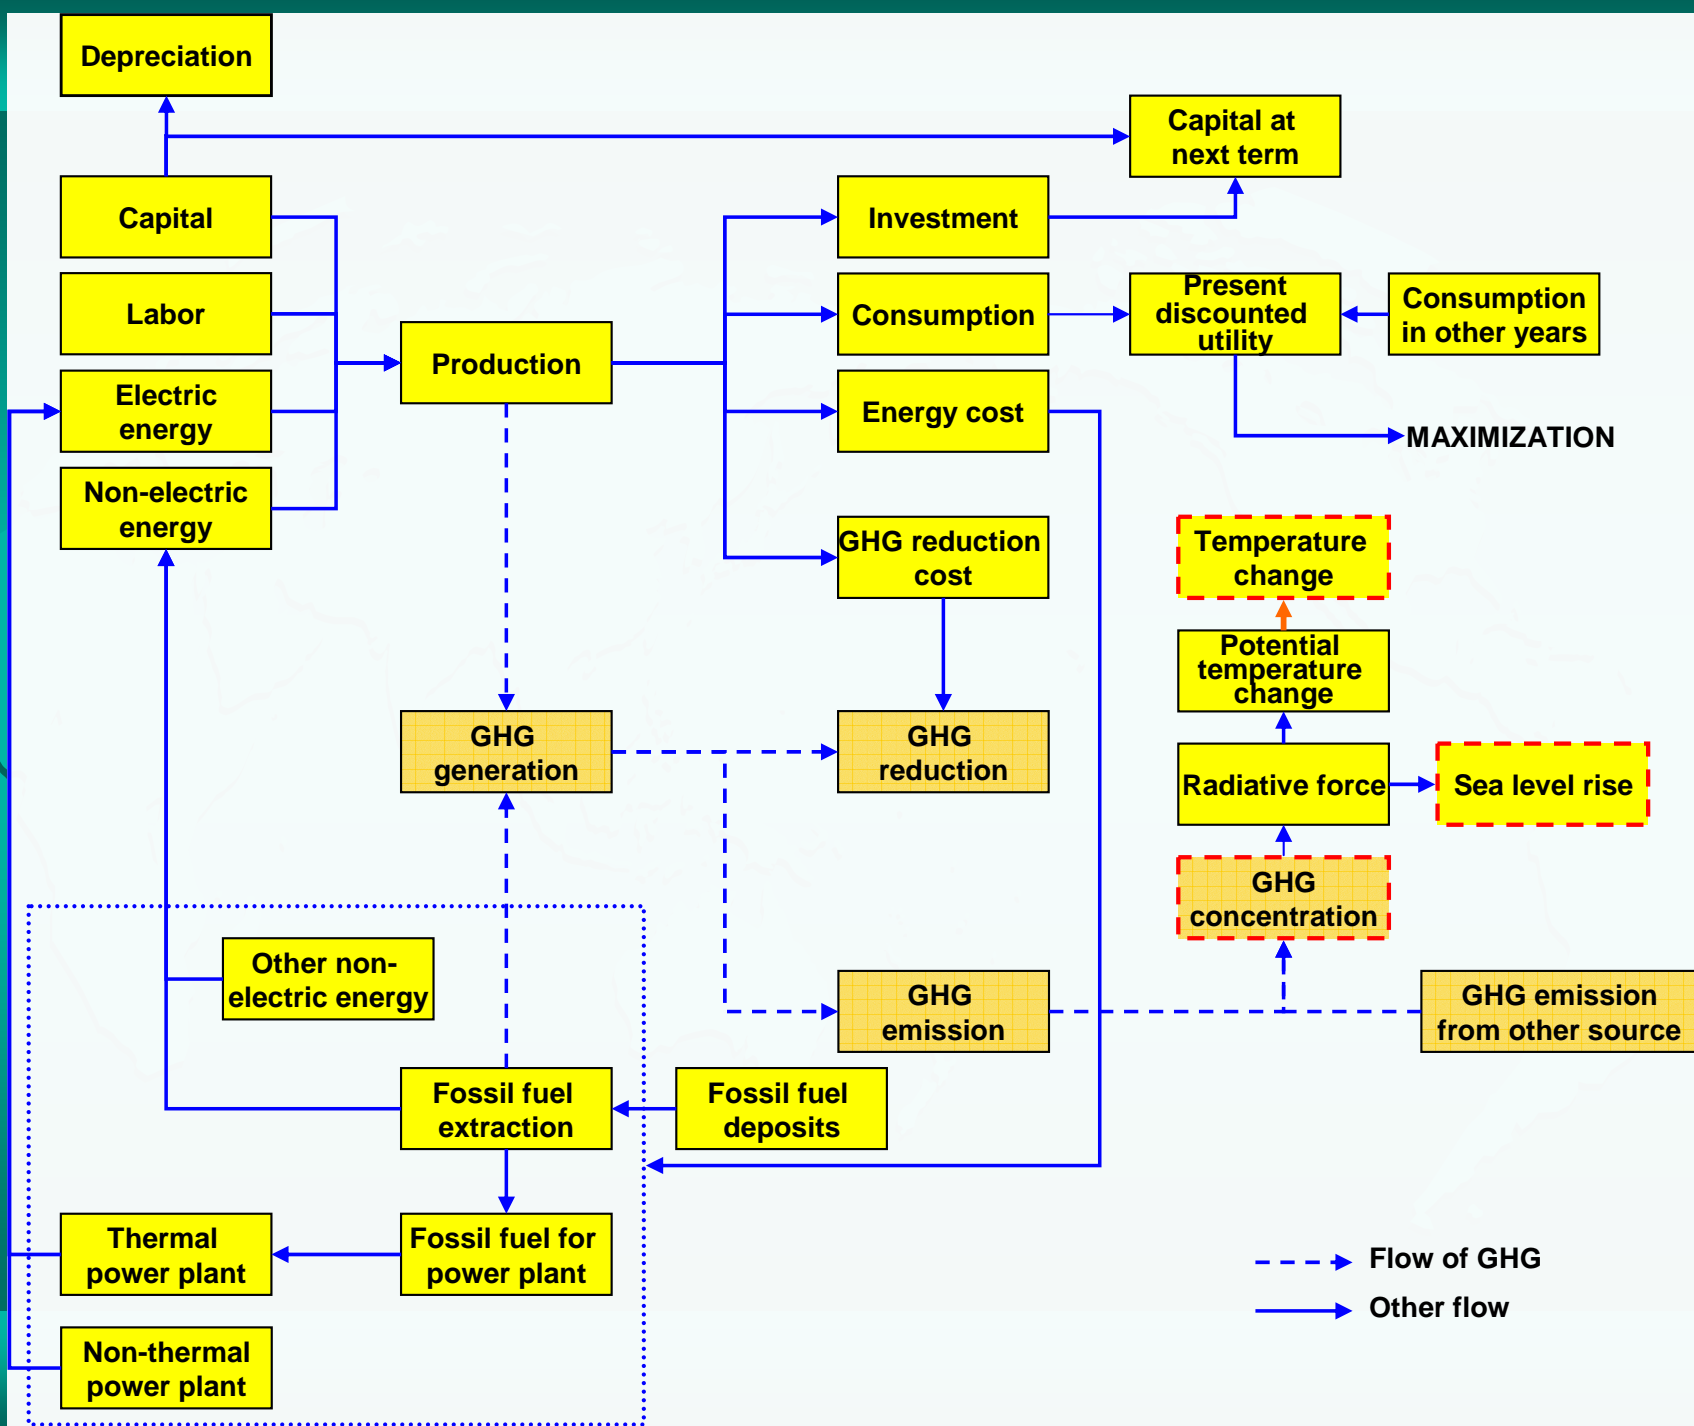 Depreciation
Capital at
next term
Capital
Investment
Labor
Consumption
Present
discounted
utility
Consumption
in other years
Production
Electric
energy
Energy cost
MAXIMIZATION
Non-electric
energy
GHG reduction
cost
Temperature
change
Potential
temperature
change
GHG
generation
GHG
reduction
Radiative force
Sea level rise
GHG
concentration
Other non-
electric energy
GHG
emission
GHG emission
from other source
Fossil fuel
extraction
Fossil fuel
deposits
Thermal
power plant
Fossil fuel for
power plant
Flow of GHG
Other flow
Non-thermal
power plant